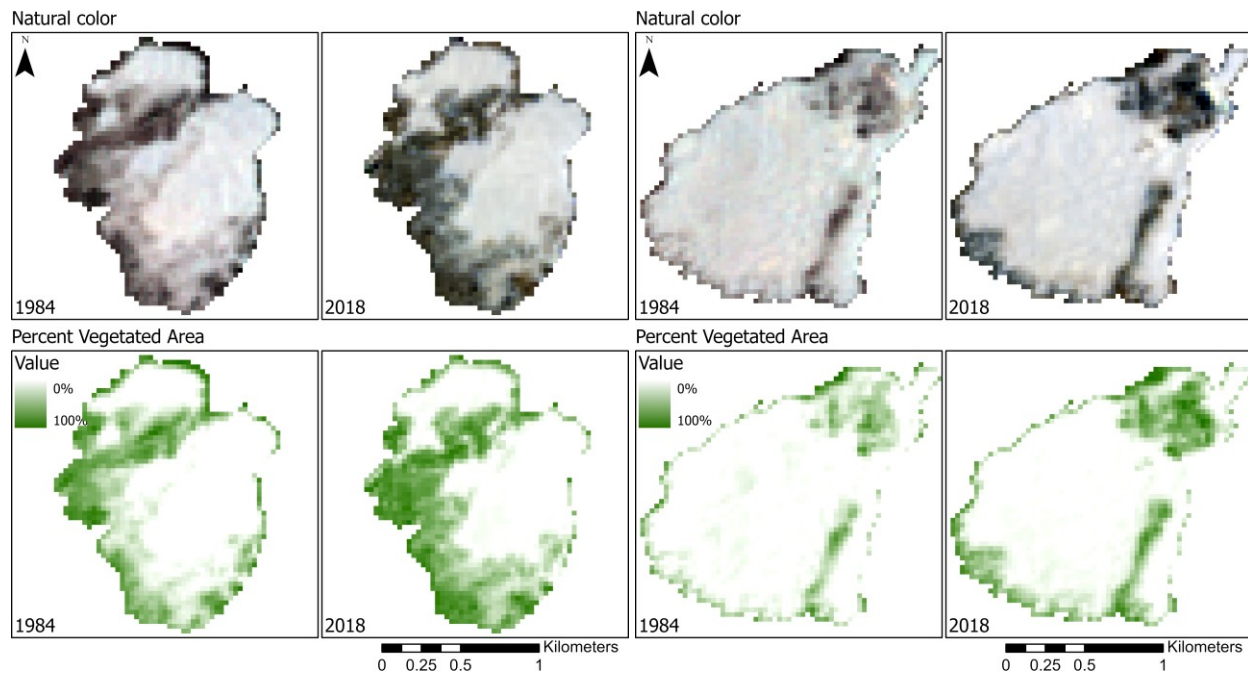 Natural color
Natural color
N
N
1984
2018
1984
2018
Percent Vegetated Area
Percent Vegetated Area
Value
0%
100%
Value
0%
100%
1984
2018
1984
2018
Kilometers
0 0.25 0.5 1
Kilometers
0 0.25 0.5 1